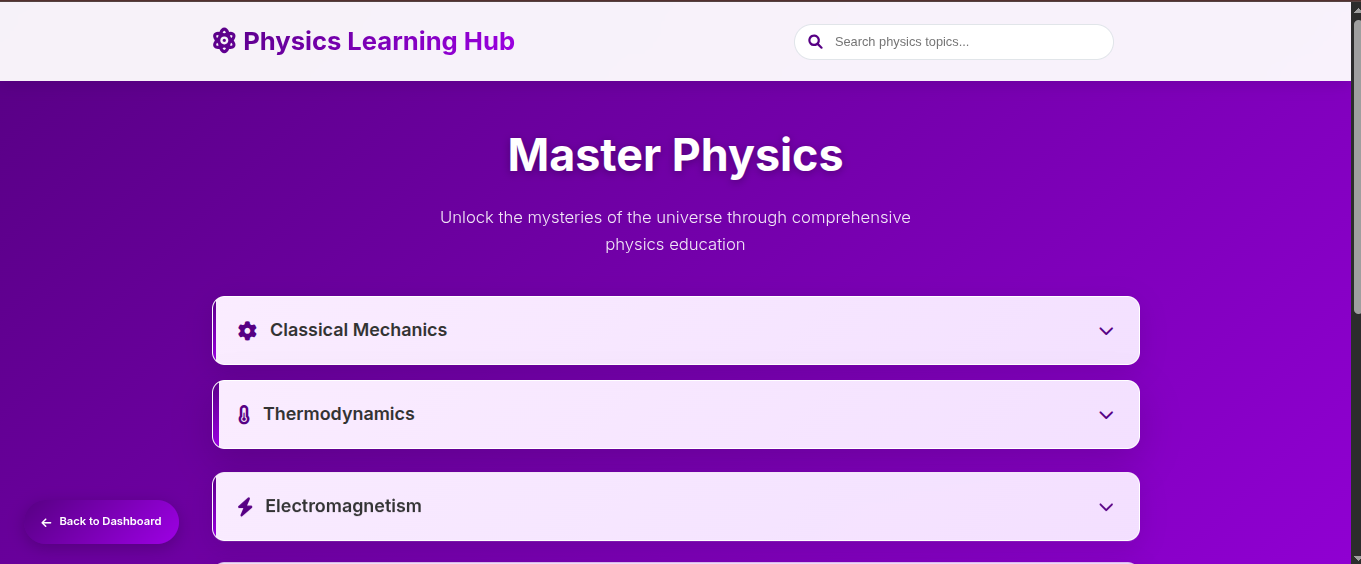 Physics Learning Hub
Search physics topics...
Master Physics
Unlock the mysteries of the universe through comprehensive
physics education
Classical Mechanics
Thermodynamics
Electromagnetism
Back to Dashboard